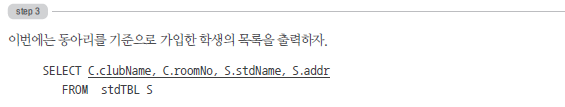 step 3
이번에는 동아리를 기준으로 가입한 학생의 목록을 출력하자.
SELECT C.clubName, C.roomNo, S.stdName, S.addr
FROM stdTBL S